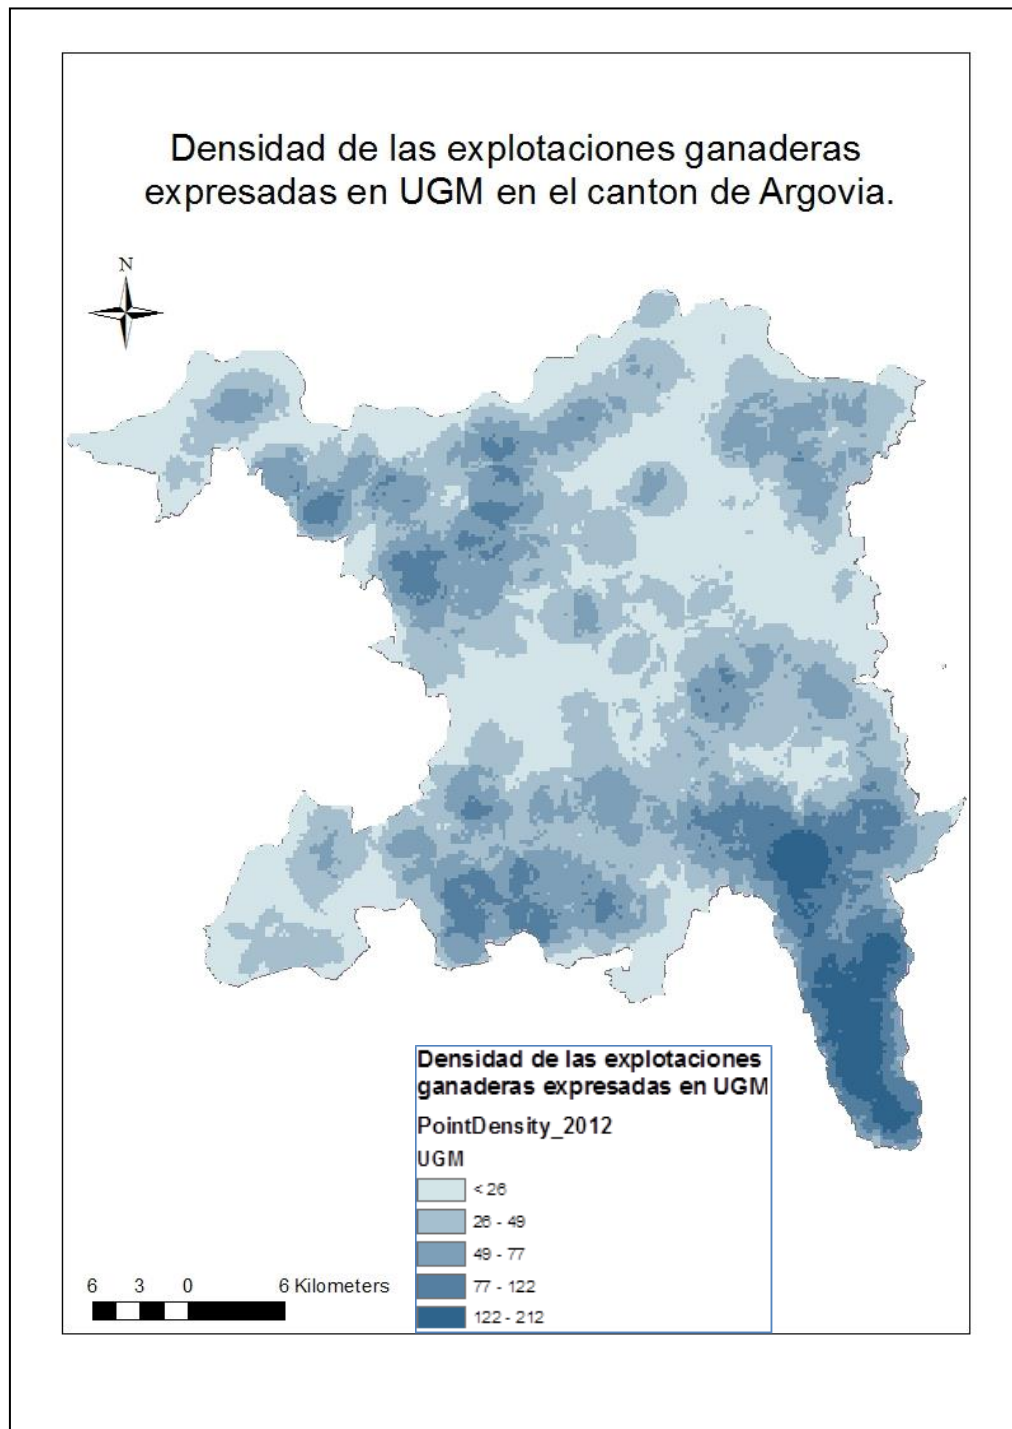 Densidad de las explotaciones ganaderas
expresadas en UGM en el canton de Argovia.
N
Densidad de las explotaciones
ganaderas expresadas en UGM
PointDensity_2012
UGM
< 26
26 - 49
49 - 77
77 - 122
122 - 212
6 3 0 6 Kilometers